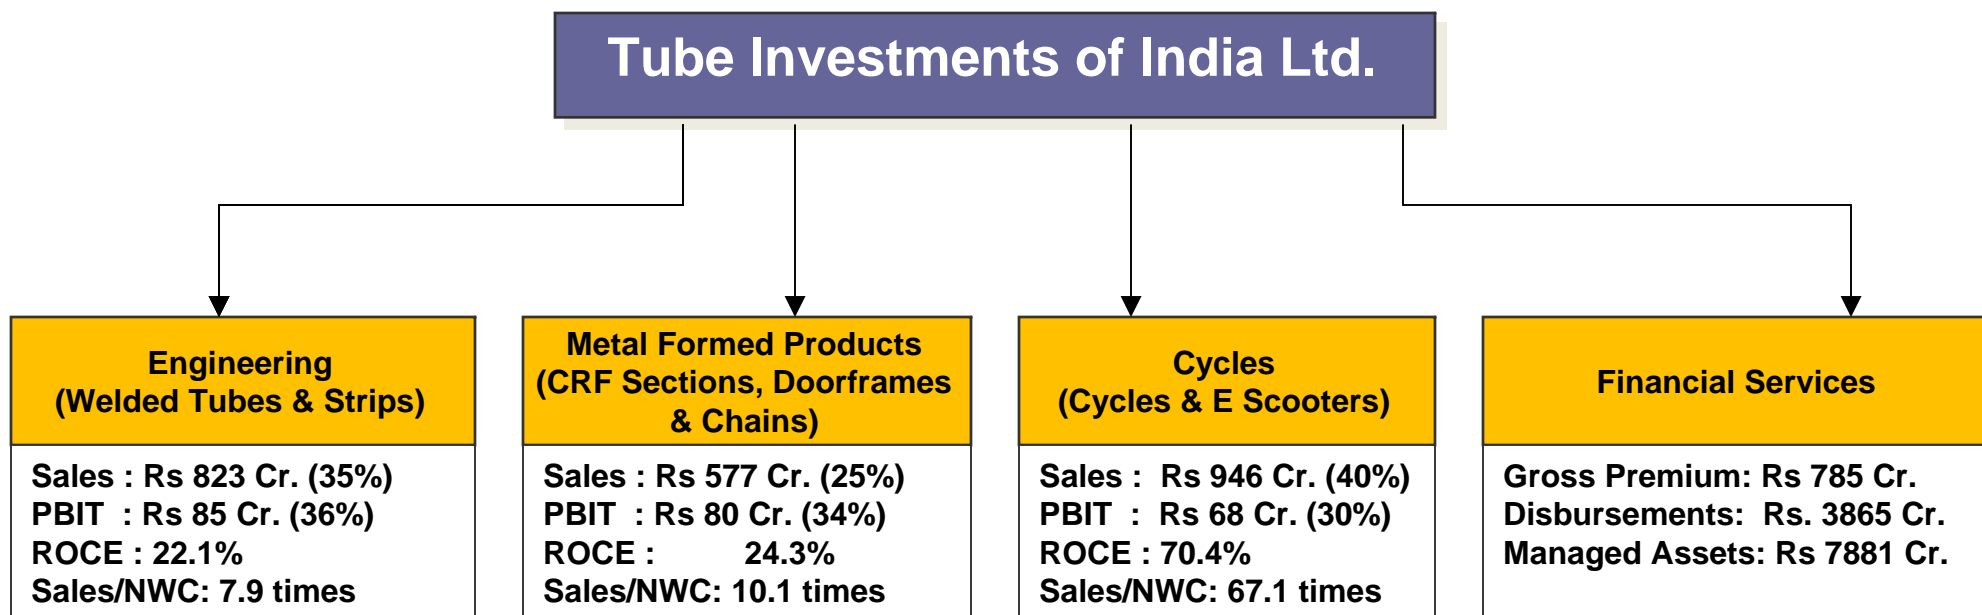 Tube Investments of India Ltd.
Engineering
(Welded Tubes & Strips)
Sales : Rs 823 Cr. (35%)
PBIT : Rs 85 Cr. (36%)
ROCE : 22.1%
Sales/NWC: 7.9 times
Metal Formed Products
(CRF Sections, Doorframes
& Chains)
Sales : Rs 577 Cr. (25%)
PBIT : Rs 80 Cr. (34%)
ROCE : 24.3%
Sales/NWC: 10.1 times
Cycles
(Cycles & E Scooters)
Sales : Rs 946 Cr. (40%)
PBIT : Rs 68 Cr. (30%)
ROCE : 70.4%
Sales/NWC: 67.1 times
Financial Services
Gross Premium: Rs 785 Cr.
Disbursements: Rs. 3865 Cr.
Managed Assets: Rs 7881 Cr.